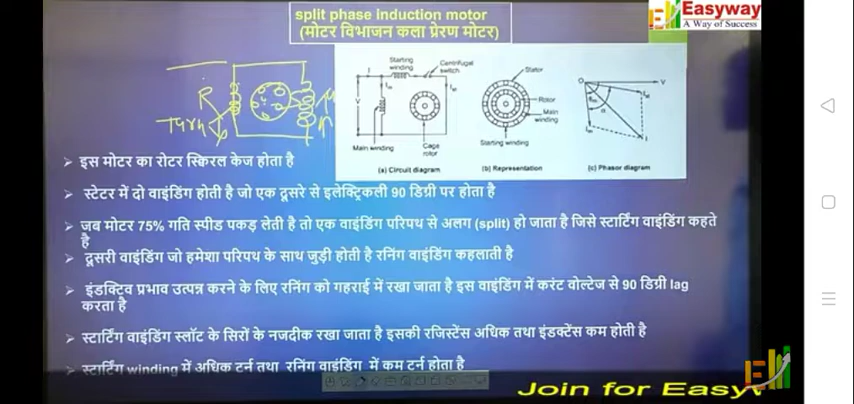 split phase induction motor
(मोटर विभाजन कला प्रेरण मोटर)
Easyway
A Way of Success
Starting winding
Centrifugal switch
Main winding
Cage rotor
(a) Circuit diagram
Stator
Rotor
Main winding
Starting winding
(b) Representation
O
V
α
I
(c) Phasor diagram
R
इस मोटर का रोटर स्क्रिरल केज होता है
स्टेटर में दो वाइंडिंग होती है जो एक दूसरे से इलेक्ट्रिकली 90 डिग्री पर होता है
जब मोटर 75% गति स्पीड पकड़ लेती है तो एक वाइंडिंग परिपथ से अलग (split) हो जाता है जिसे स्टार्टिंग वाइंडिंग कहते
है
दूसरी वाइंडिंग जो हमेशा परिपथ के साथ जुड़ी होती है रनिंग वाइंडिंग कहलाती है
इंडक्टिव प्रभाव उत्पन्न करने के लिए रनिंग को गहराई में रखा जाता है इस वाइंडिंग में करंट वोल्टेज से 90 डिग्री lag
करता है
स्टार्टिंग वाइंडिंग स्लॉट के सिरों के नजदीक रखा जाता है इसकी रजिस्टेंस अधिक तथा इंडक्टेंस कम होती है
स्टार्टिंग winding में अधिक टर्न तथा रनिंग वाइंडिंग में कम टर्न होता है
Join for Easyw